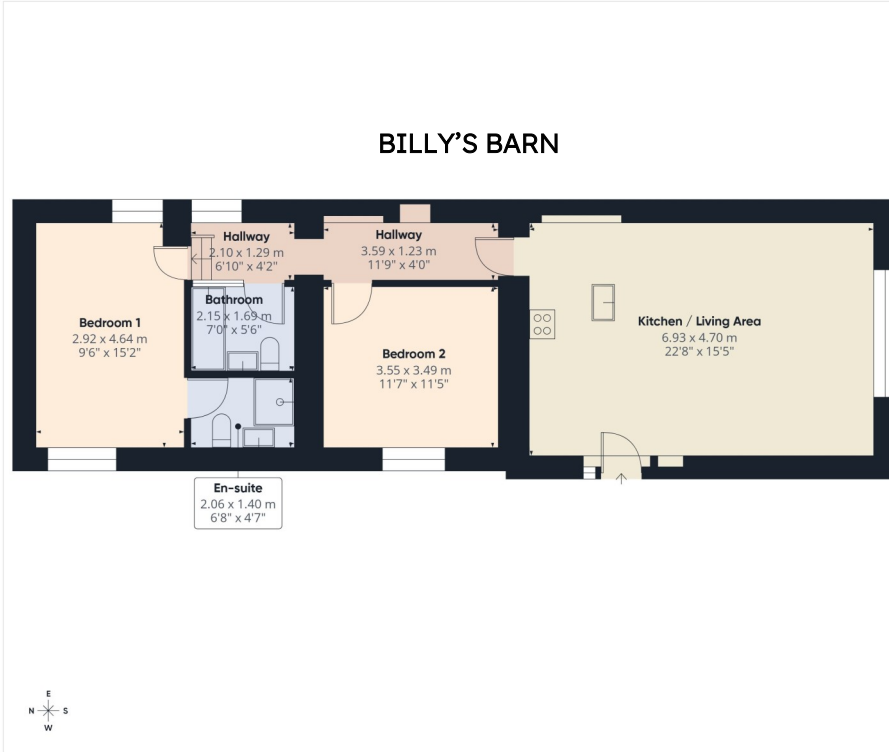 BILLY'S BARN
Hallway
2.10 x 1.29 m
6'10" x 4'2"
Hallway
3.59 x 1.23 m
11'9" x 4'0"
Bathroom
2.15 x 1.69 m
7'0" x 5'6"
Bedroom 1
2.92 x 4.64 m
9'6" x 15'2"
Bedroom 2
3.55 x 3.49 m
11'7" x 11'5"
Kitchen / Living Area
6.93 x 4.70 m
22'8" x 15'5"
En-suite
2.06 x 1.40 m
6'8" x 4'7"
E
N S
W